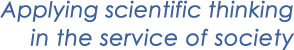 Applying scientific thinking
in the service of society